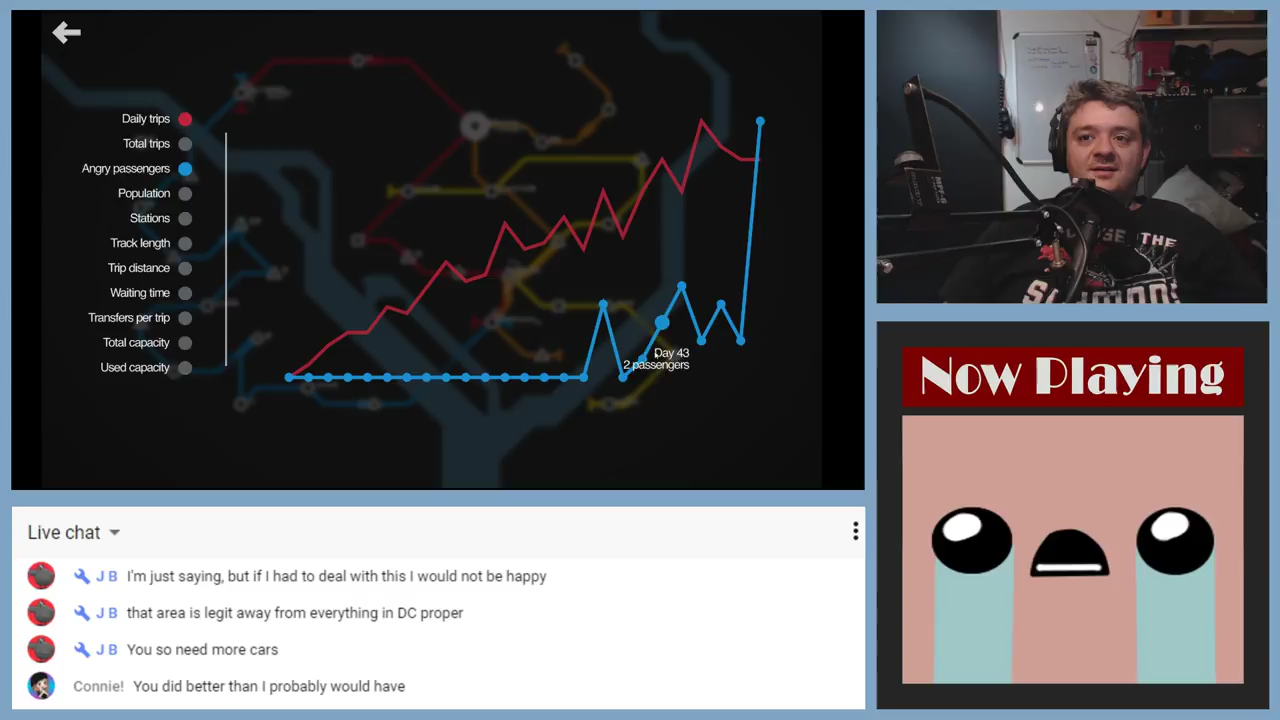 Daily trips
Total trips
Angry passengers
Population
Stations
Track length
Trip distance
Waiting time
Transfers per trip
Total capacity
Used capacity
Day 43
2 passengers
Now Playing
Live chat
J B I'm just saying, but if I had to deal with this I would not be happy
J B that area is legit away from everything in DC proper
J B You so need more cars
Connie! You did better than I probably would have